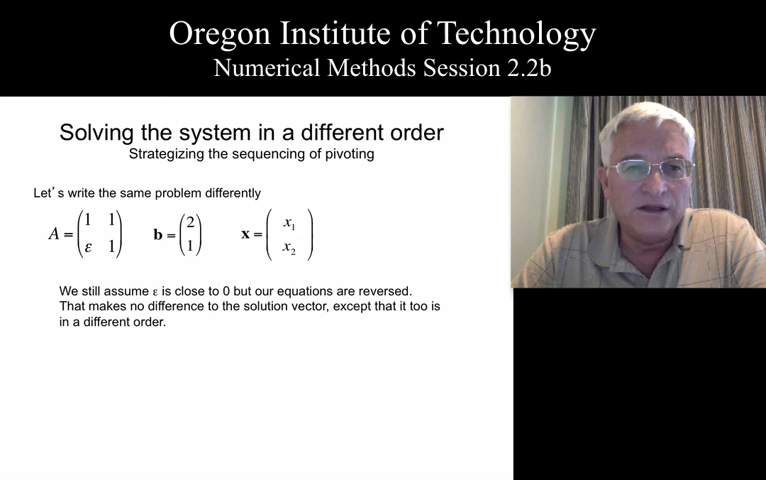 Oregon Institute of Technology
Numerical Methods Session 2.2b
Solving the system in a different order
Strategizing the sequencing of pivoting
Let's write the same problem differently
A = (1 1; ε 1) b = (2; 1) x = (x₁; x₂)
We still assume ε is close to 0 but our equations are reversed.
That makes no difference to the solution vector, except that it too is
in a different order.